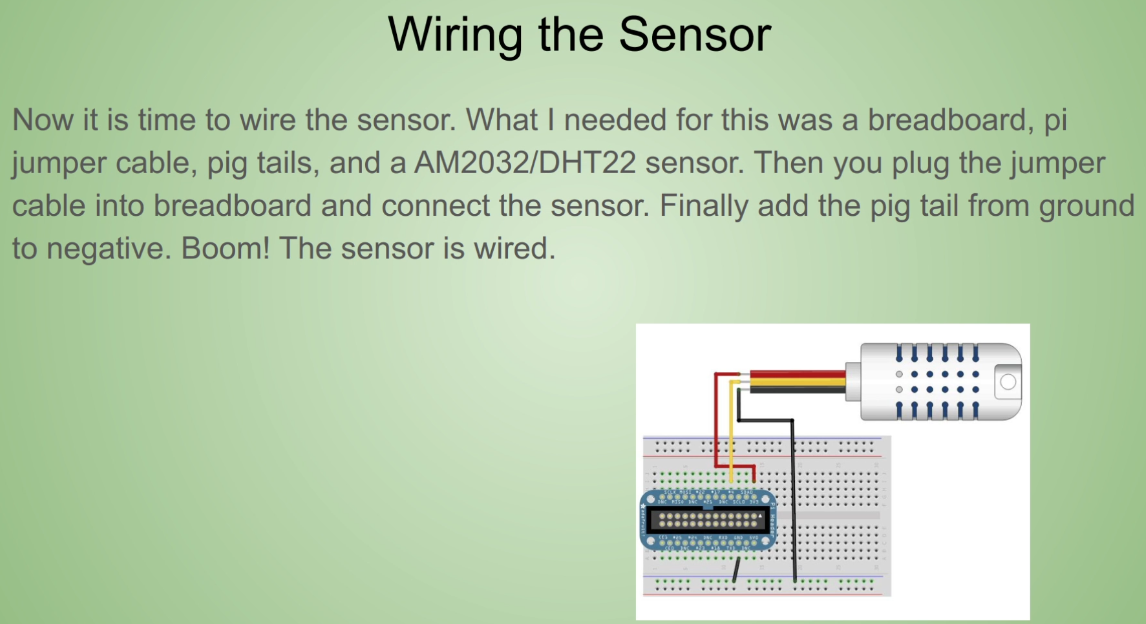 Wiring the Sensor
Now it is time to wire the sensor. What I needed for this was a breadboard, pi
jumper cable, pig tails, and a AM2032/DHT22 sensor. Then you plug the jumper
cable into breadboard and connect the sensor. Finally add the pig tail from ground
to negative. Boom! The sensor is wired.